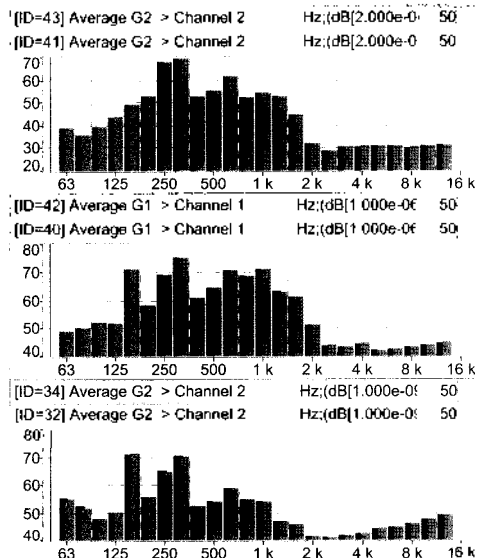 [ID=43] Average G2 > Channel 2 Hz;(dB[2.000e-0 50
[ID=41] Average G2 > Channel 2 Hz;(dB[2.000e-0 50
70
60
50
40
30
20
63 125 250 500 1 k 2 k 4 k 8 k 16 k
[ID=42] Average G1 > Channel 1 Hz;(dB[1.000e-06 50
[ID=40] Average G1 > Channel 1 Hz;(dB[1.000e-06 50
80
70
60
50
40
63 125 250 500 1 k 2 k 4 k 8 k 16 k
[ID=34] Average G2 > Channel 2 Hz;(dB[1.000e-0 50
[ID=32] Average G2 > Channel 2 Hz;(dB[1.000e-0 50
80
70
60
50
40
63 125 250 500 1 k 2 k 4 k 8 k 16 k